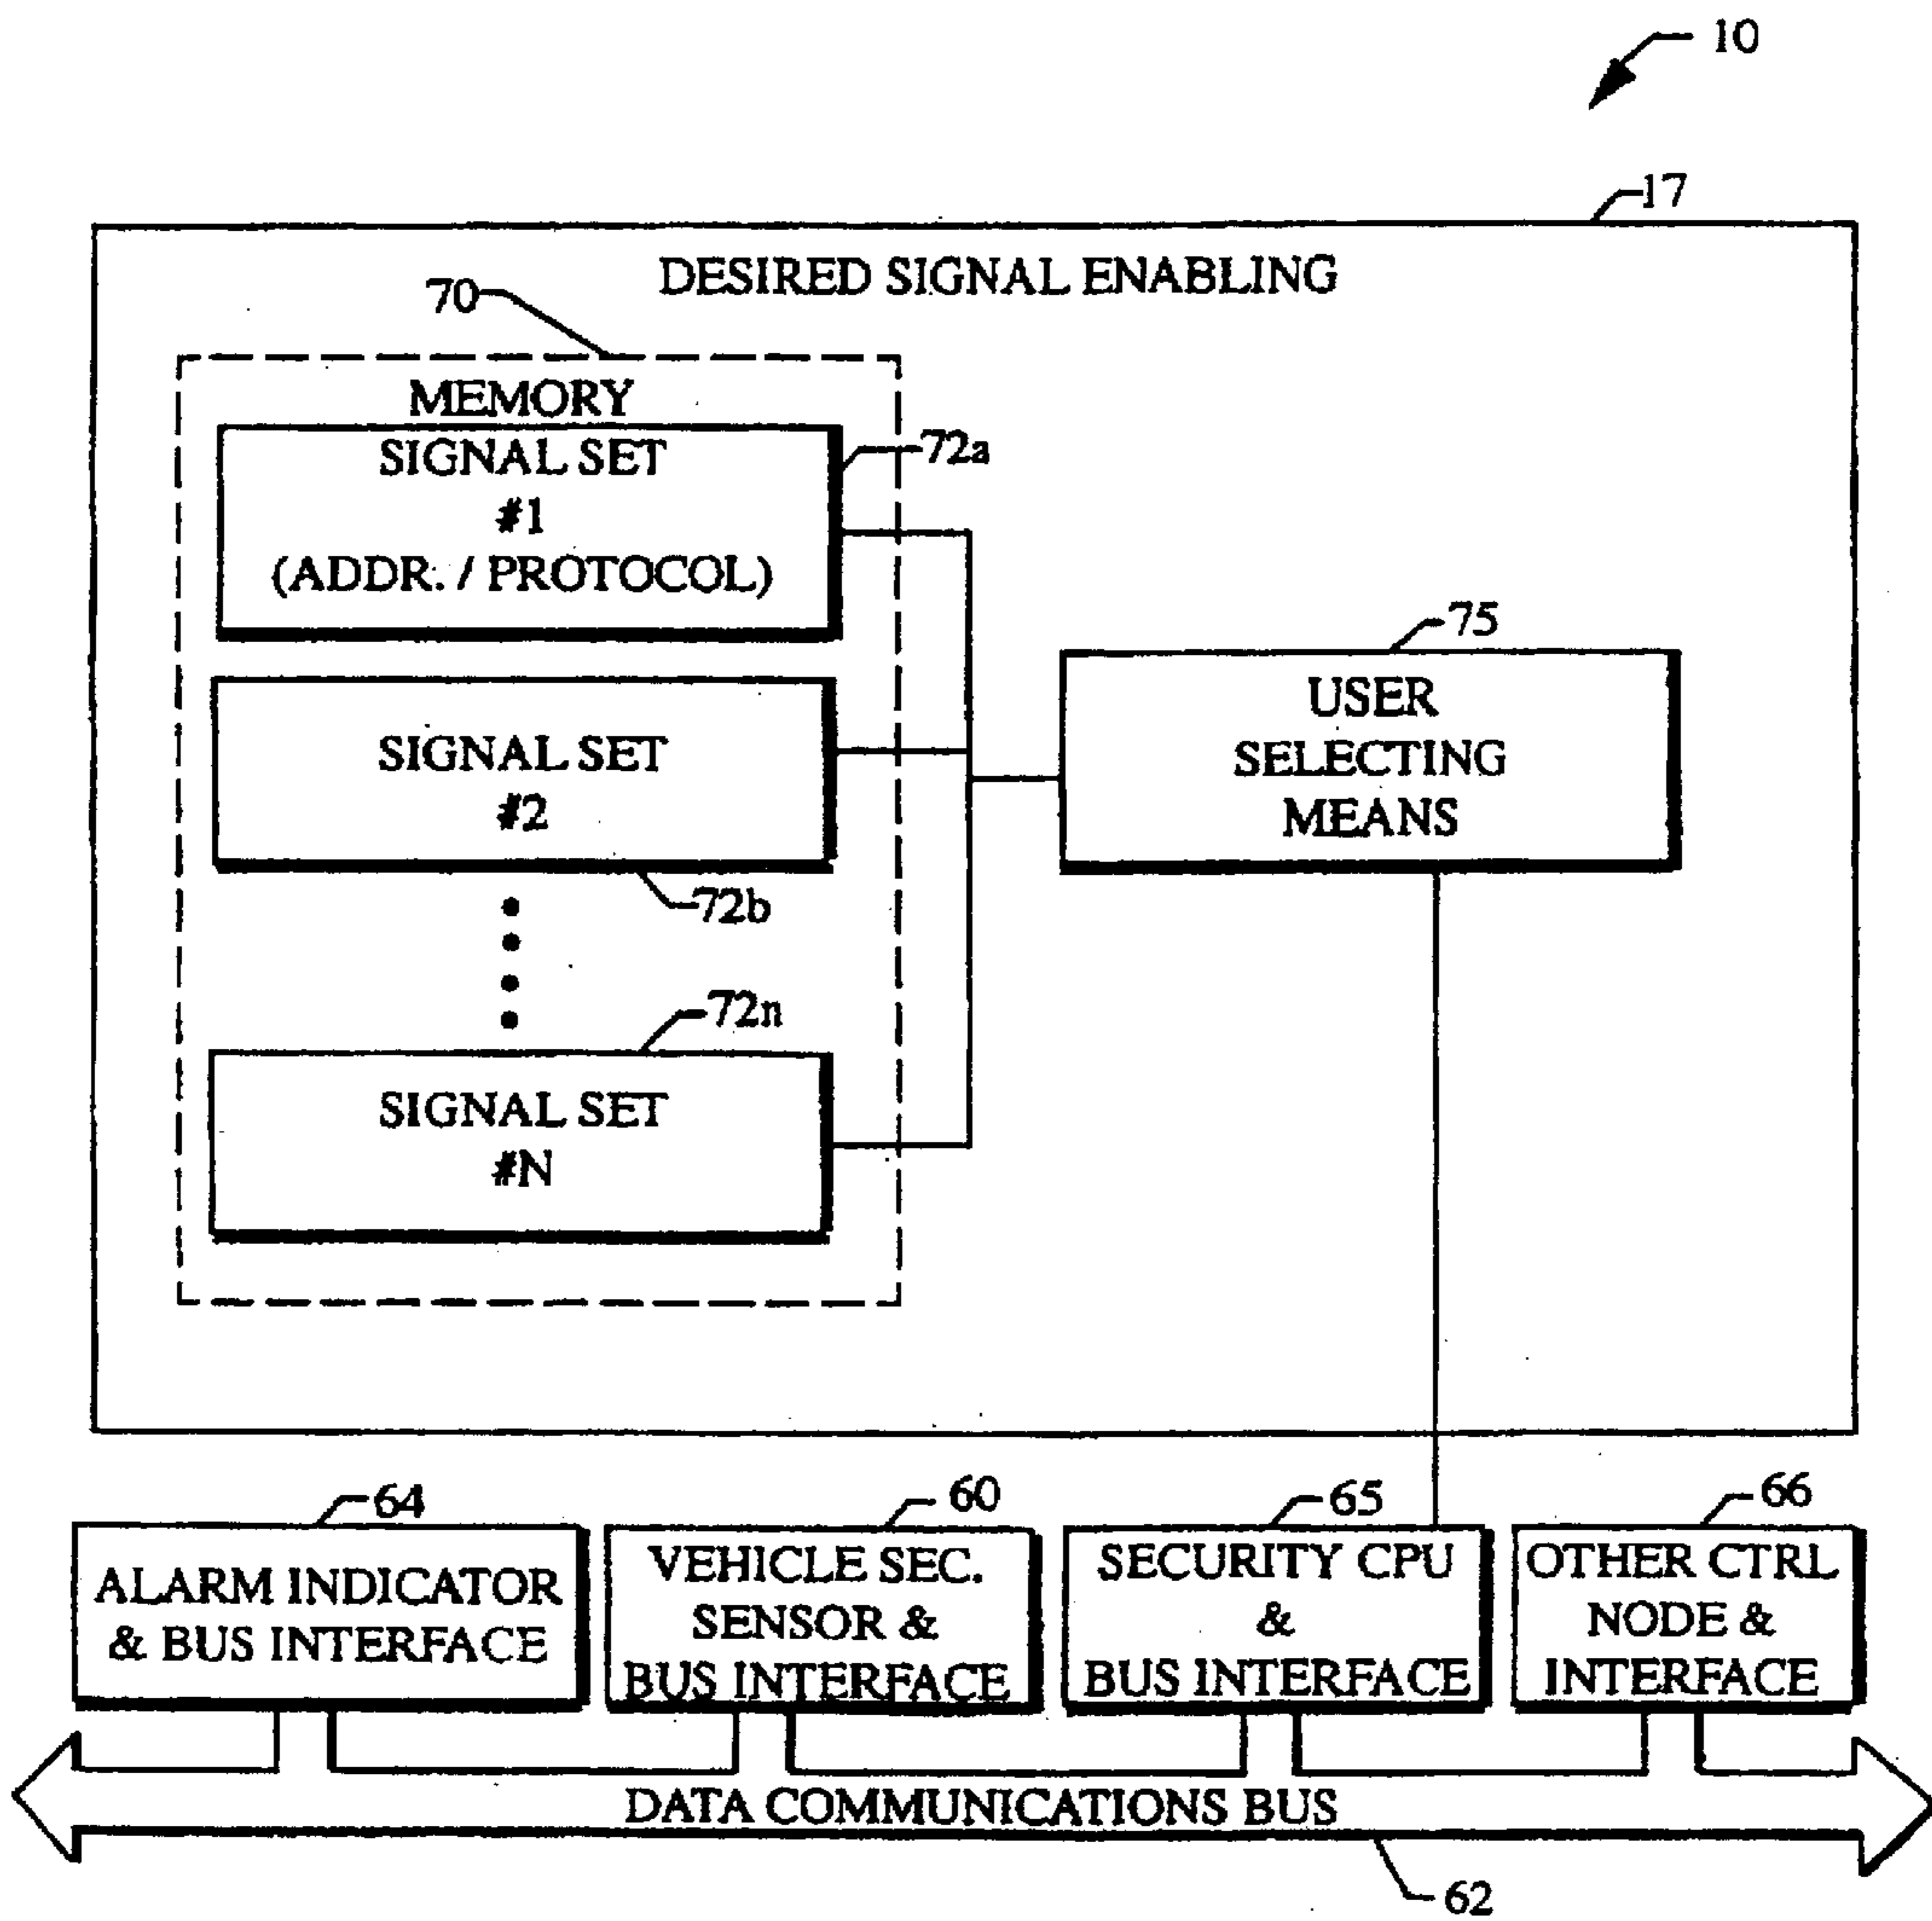 10
17
DESIRED SIGNAL ENABLING
70
MEMORY
SIGNAL SET
#1
(ADDR. / PROTOCOL)
72a
SIGNAL SET
#2
72b
72n
SIGNAL SET
#N
75
USER
SELECTING
MEANS
64
ALARM INDICATOR
& BUS INTERFACE
60
VEHICLE SEC.
SENSOR &
BUS INTERFACE
65
SECURITY CPU
&
BUS INTERFACE
66
OTHER CTRL
NODE &
INTERFACE
DATA COMMUNICATIONS BUS
62